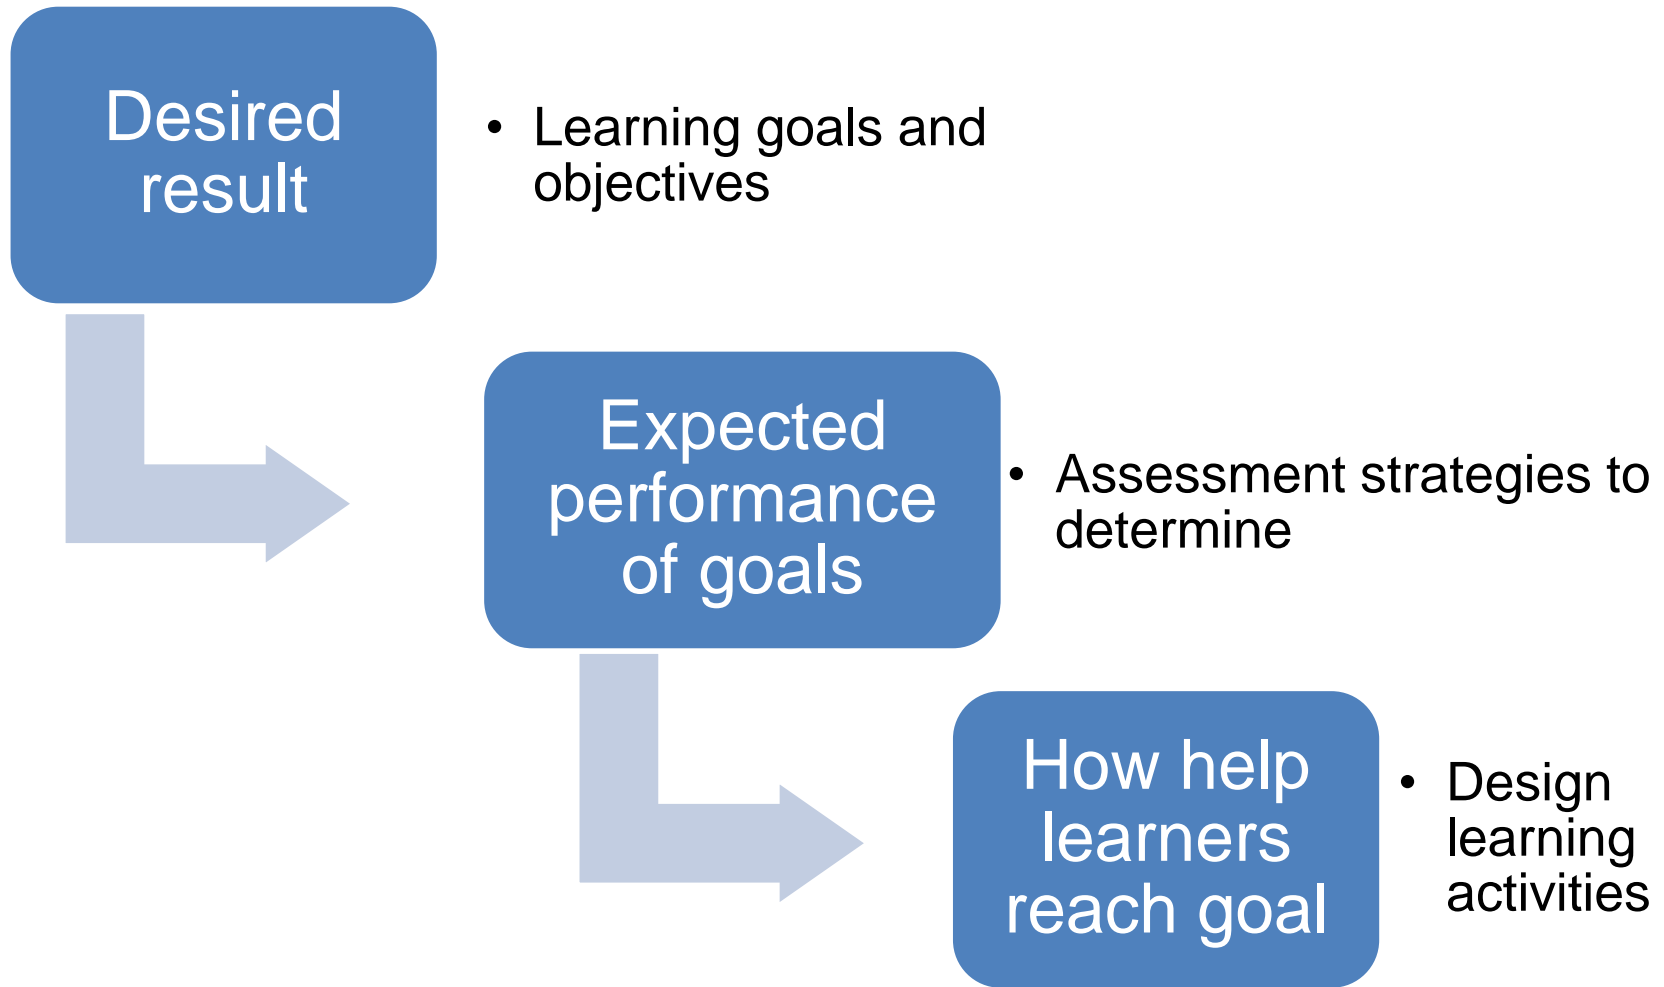 Desired
result
• Learning goals and
objectives
Expected
performance
of goals
• Assessment strategies to
determine
How help
learners
reach goal
• Design
learning
activities